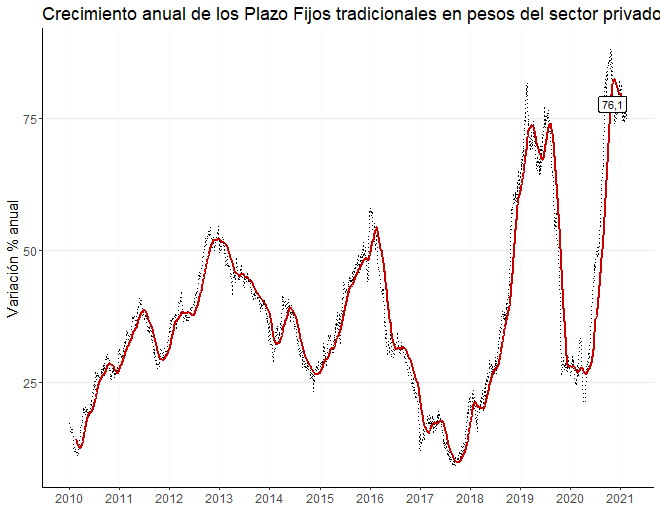 Crecimiento anual de los Plazo Fijos tradicionales en pesos del sector privado
Variación % anual
75
50
25
76,1
2010 2011 2012 2013 2014 2015 2016 2017 2018 2019 2020 2021